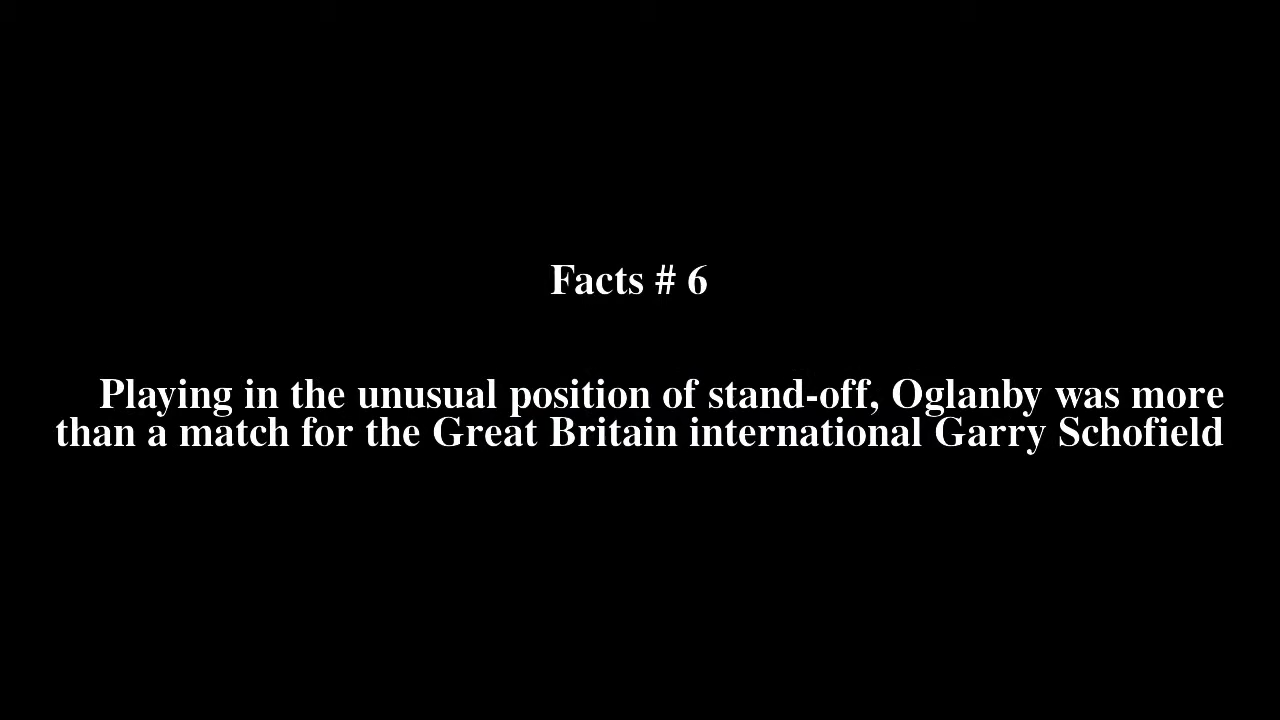 Facts # 6
Playing in the unusual position of stand-off, Oglanby was more
than a match for the Great Britain international Garry Schofield